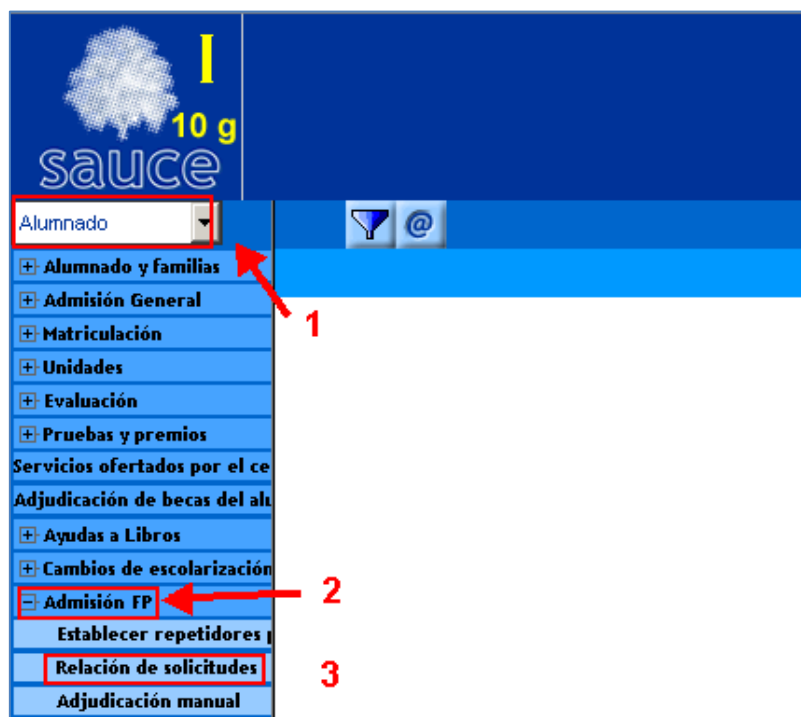 I
10 g
sauce
Alumnado
@
1
Alumnado y familias
Admisión General
Matriculación
Unidades
Evaluación
Pruebas y premios
Servicios ofertados por el ce
Adjudicación de becas del alu
Ayudas a Libros
Cambios de escolarización
Admisión FP
2
Establecer repetidores p
Relación de solicitudes
3
Adjudicación manual